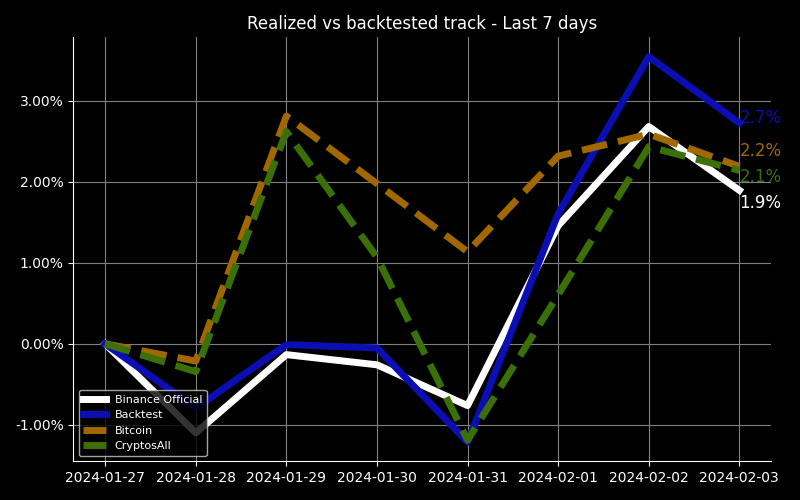 Realized vs backtested track - Last 7 days
3.00%
2.00%
1.00%
0.00%
-1.00%
2.7%
2.2%
2.1%
1.9%
Binance Official
Backtest
Bitcoin
CryptosAll
2024-01-27 2024-01-28 2024-01-29 2024-01-30 2024-01-31 2024-02-01 2024-02-02 2024-02-03